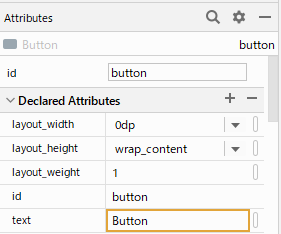 Attributes
Button button
id button
Declared Attributes
layout_width 0dp
layout_height wrap_content
layout_weight 1
id button
text Button